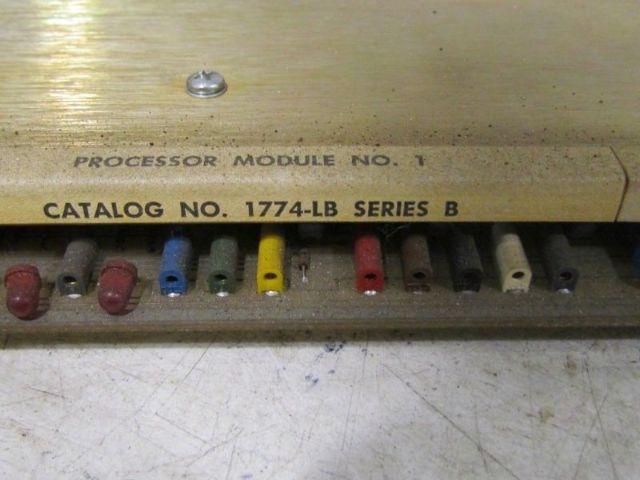 PROCESSOR MODULE NO. 1
CATALOG NO. 1774-LB SERIES B